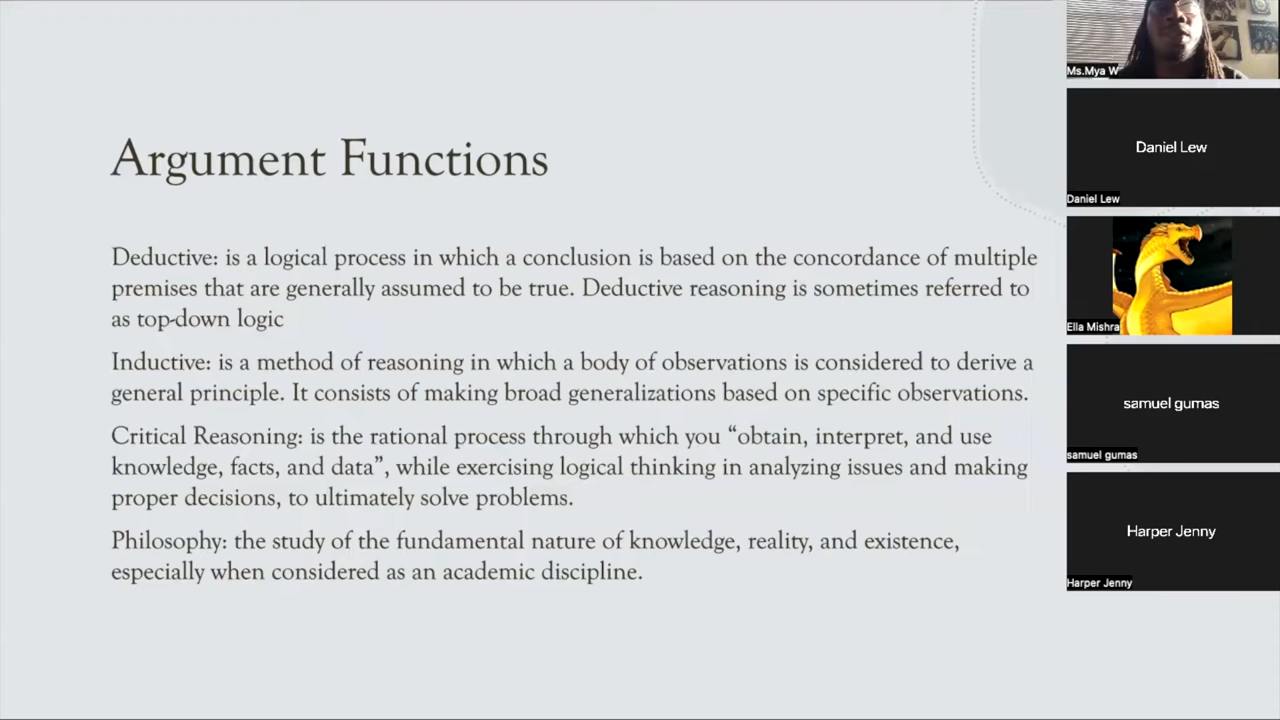 Argument Functions
Deductive: is a logical process in which a conclusion is based on the concordance of multiple
premises that are generally assumed to be true. Deductive reasoning is sometimes referred to
as top-down logic
Inductive: is a method of reasoning in which a body of observations is considered to derive a
general principle. It consists of making broad generalizations based on specific observations.
Critical Reasoning: is the rational process through which you “obtain, interpret, and use
knowledge, facts, and data”, while exercising logical thinking in analyzing issues and making
proper decisions, to ultimately solve problems.
Philosophy: the study of the fundamental nature of knowledge, reality, and existence,
especially when considered as an academic discipline.
Ms.Mya W
Daniel Lew
Daniel Lew
Ella Mishra
samuel gumas
samuel gumas
Harper Jenny
Harper Jenny